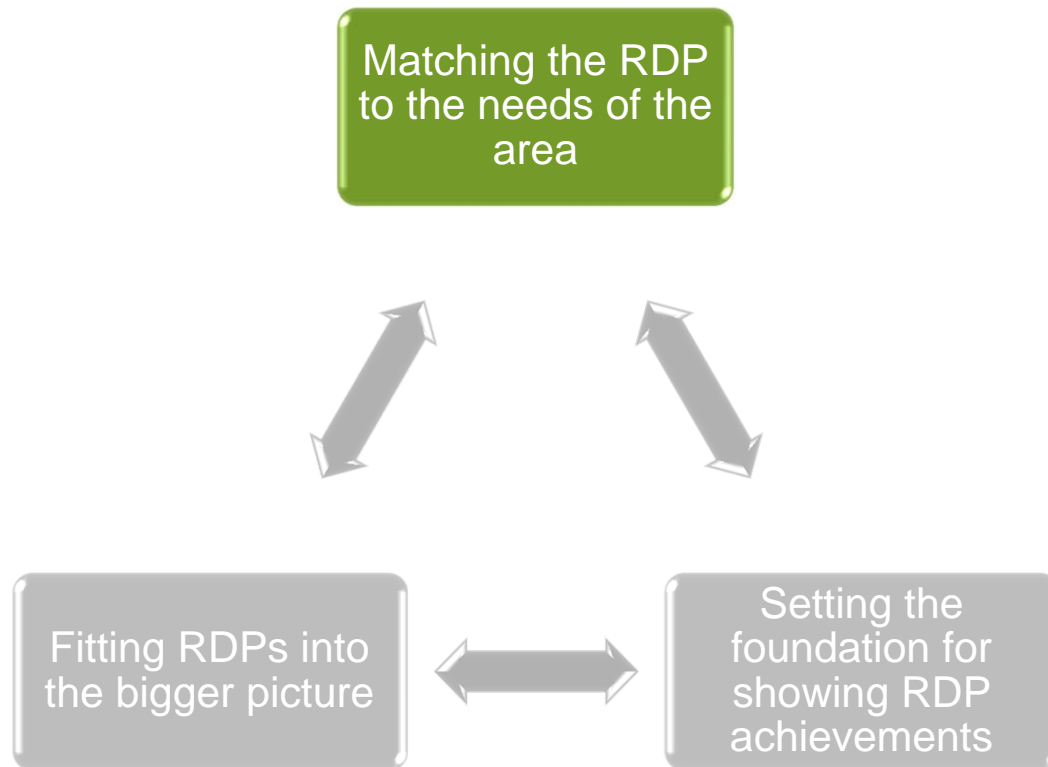 Matching the RDP
to the needs of the
area
Fitting RDPs into
the bigger picture
Setting the
foundation for
showing RDP
achievements